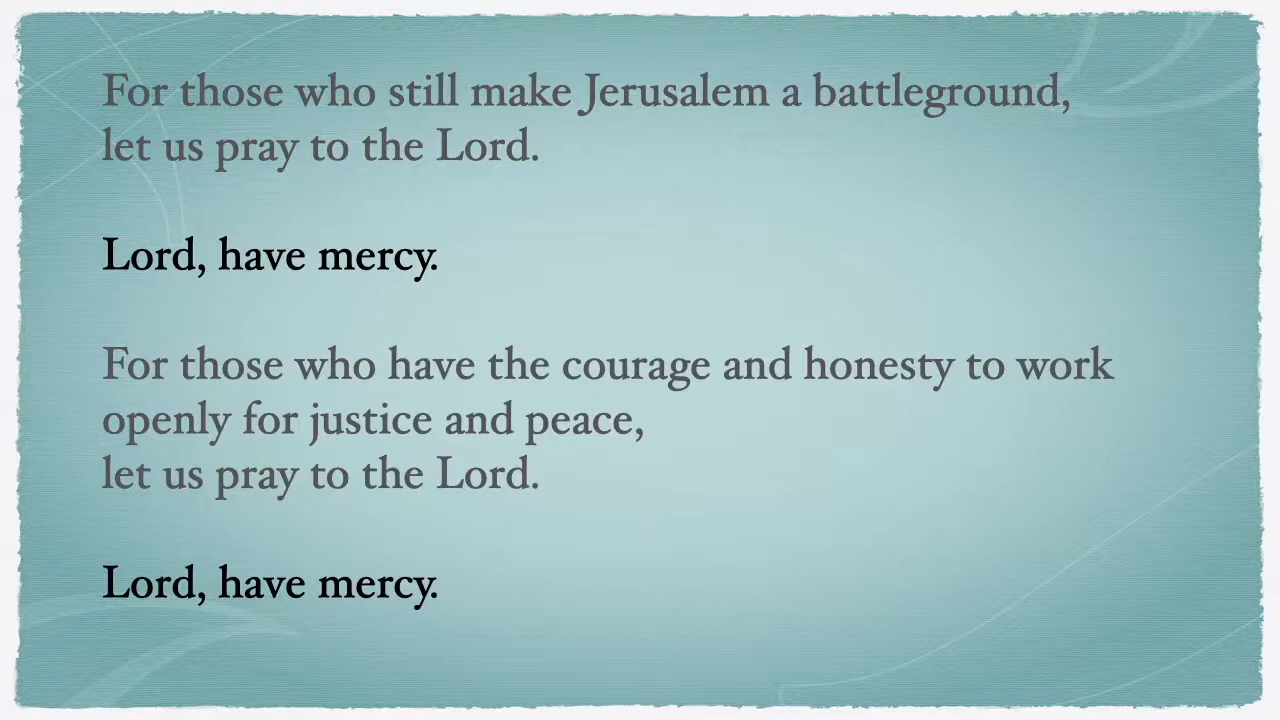 For those who still make Jerusalem a battleground,
let us pray to the Lord.
Lord, have mercy.
For those who have the courage and honesty to work
openly for justice and peace,
let us pray to the Lord.
Lord, have mercy.